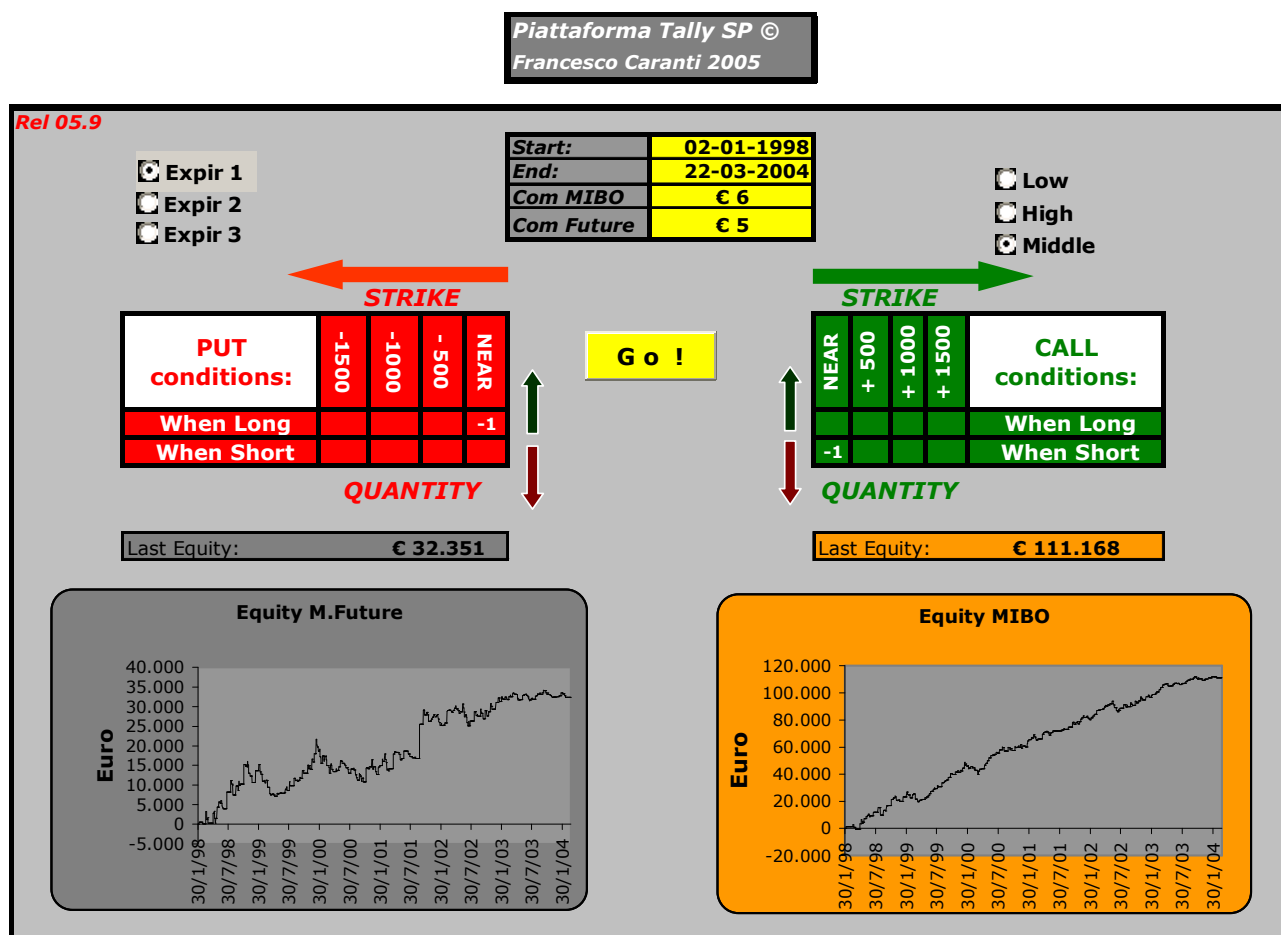 Piattaforma Tally SP ©
Francesco Caranti 2005
Rel 05.9
Expir 1
Expir 2
Expir 3
Start: 02-01-1998
End: 22-03-2004
Com MIBO € 6
Com Future € 5
Low
High
Middle
STRIKE
STRIKE
PUT
conditions:
-1500
-1000
- 500
NEAR
When Long -1
When Short
G o !
NEAR
+ 500
+ 1000
+ 1500
CALL
conditions:
When Long
-1 When Short
QUANTITY
QUANTITY
Last Equity: € 32.351
Last Equity: € 111.168
Equity M.Future
Euro
40.000
35.000
30.000
25.000
20.000
15.000
10.000
5.000
0
-5.000
30/1/98
30/7/98
30/1/99
30/7/99
30/1/00
30/7/00
30/1/01
30/7/01
30/1/02
30/7/02
30/1/03
30/7/03
30/1/04
Equity MIBO
Euro
120.000
100.000
80.000
60.000
40.000
20.000
0
-20.000
30/1/98
30/7/98
30/1/99
30/7/99
30/1/00
30/7/00
30/1/01
30/7/01
30/1/02
30/7/02
30/1/03
30/7/03
30/1/04